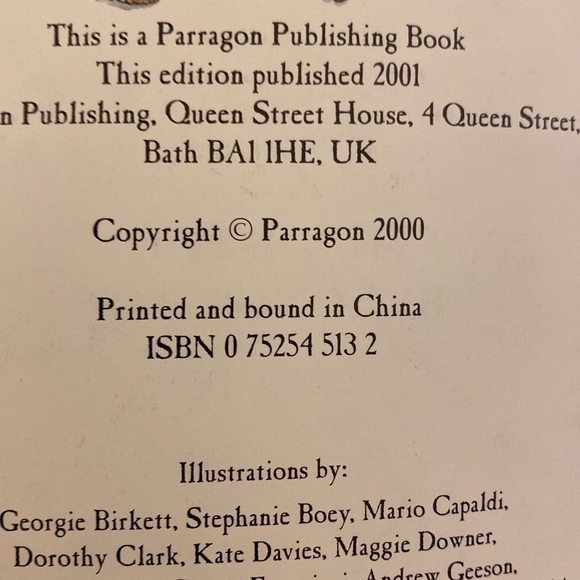 This is a Parragon Publishing Book
This edition published 2001
n Publishing, Queen Street House, 4 Queen Street,
Bath BA1 1HE, UK
Copyright © Parragon 2000
Printed and bound in China
ISBN 0 75254 513 2
Illustrations by:
Georgie Birkett, Stephanie Boey, Mario Capaldi,
Dorothy Clark, Kate Davies, Maggie Downer,
Andrew Geeson,